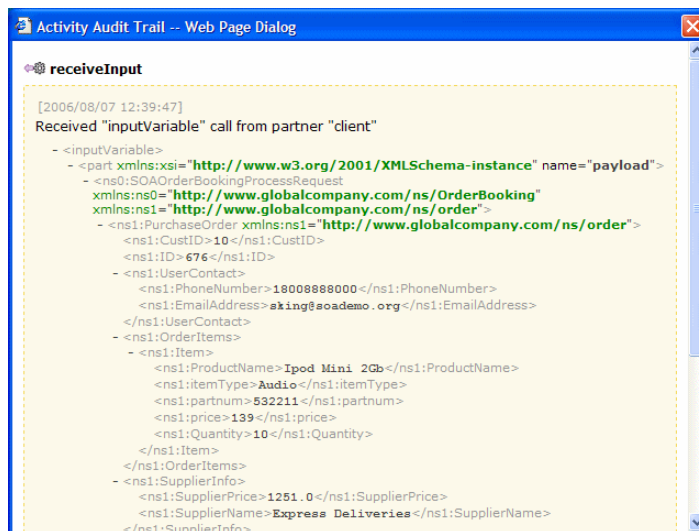 Activity Audit Trail -- Web Page Dialog
receiveInput
[2006/08/07 12:39:47]
Received "inputVariable" call from partner "client"
- <inputVariable>
- <part xmlns:xsi="http://www.w3.org/2001/XMLSchema-instance" name="payload">
- <ns0:SOAOrderBookingProcessRequest
xmlns:ns0="http://www.globalcompany.com/ns/OrderBooking"
xmlns:ns1="http://www.globalcompany.com/ns/order">
- <ns1:PurchaseOrder xmlns:ns1="http://www.globalcompany.com/ns/order">
<ns1:CustID>10</ns1:CustID>
<ns1:ID>676</ns1:ID>
- <ns1:UserContact>
<ns1:PhoneNumber>18008888000</ns1:PhoneNumber>
<ns1:EmailAddress>sking@soademo.org</ns1:EmailAddress>
</ns1:UserContact>
- <ns1:OrderItems>
- <ns1:Item>
<ns1:ProductName>Ipod Mini 2Gb</ns1:ProductName>
<ns1:itemType>Audio</ns1:itemType>
<ns1:partnum>532211</ns1:partnum>
<ns1:price>139</ns1:price>
<ns1:Quantity>10</ns1:Quantity>
</ns1:Item>
</ns1:OrderItems>
- <ns1:SupplierInfo>
<ns1:SupplierPrice>1251.0</ns1:SupplierPrice>
<ns1:SupplierName>Express Deliveries</ns1:SupplierName>
</ns1:SupplierInfo>